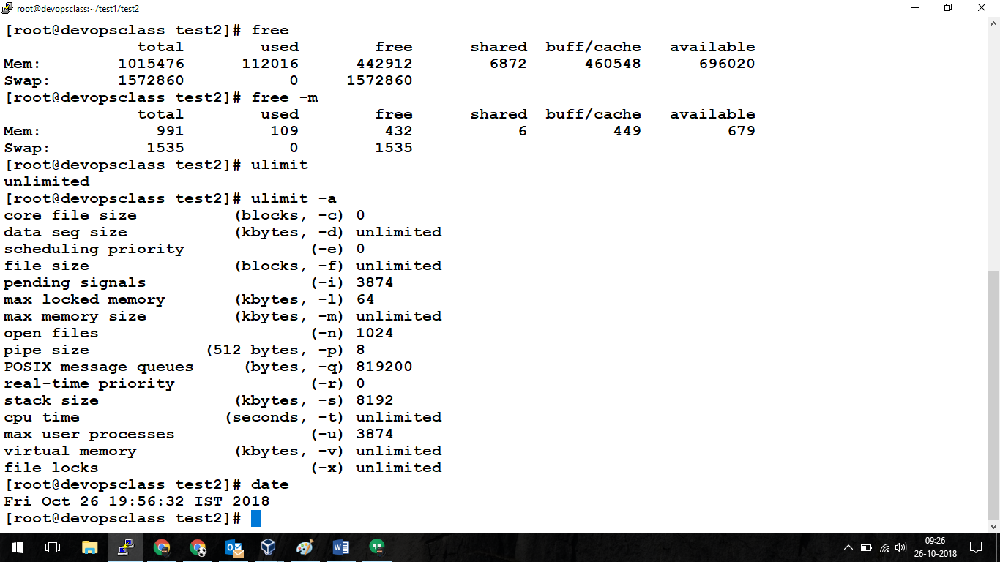 root@devopsclass:~/test1/test2
[root@devopsclass test2]# free
total used free shared buff/cache available
Mem: 1015476 112016 442912 6872 460548 696020
Swap: 1572860 0 1572860
[root@devopsclass test2]# free -m
total used free shared buff/cache available
Mem: 991 109 432 6 449 679
Swap: 1535 0 1535
[root@devopsclass test2]# ulimit
unlimited
[root@devopsclass test2]# ulimit -a
core file size (blocks, -c) 0
data seg size (kbytes, -d) unlimited
scheduling priority (-e) 0
file size (blocks, -f) unlimited
pending signals (-i) 3874
max locked memory (kbytes, -l) 64
max memory size (kbytes, -m) unlimited
open files (-n) 1024
pipe size (512 bytes, -p) 8
POSIX message queues (bytes, -q) 819200
real-time priority (-r) 0
stack size (kbytes, -s) 8192
cpu time (seconds, -t) unlimited
max user processes (-u) 3874
virtual memory (kbytes, -v) unlimited
file locks (-x) unlimited
[root@devopsclass test2]# date
Fri Oct 26 19:56:32 IST 2018
[root@devopsclass test2]#
09:26
26-10-2018